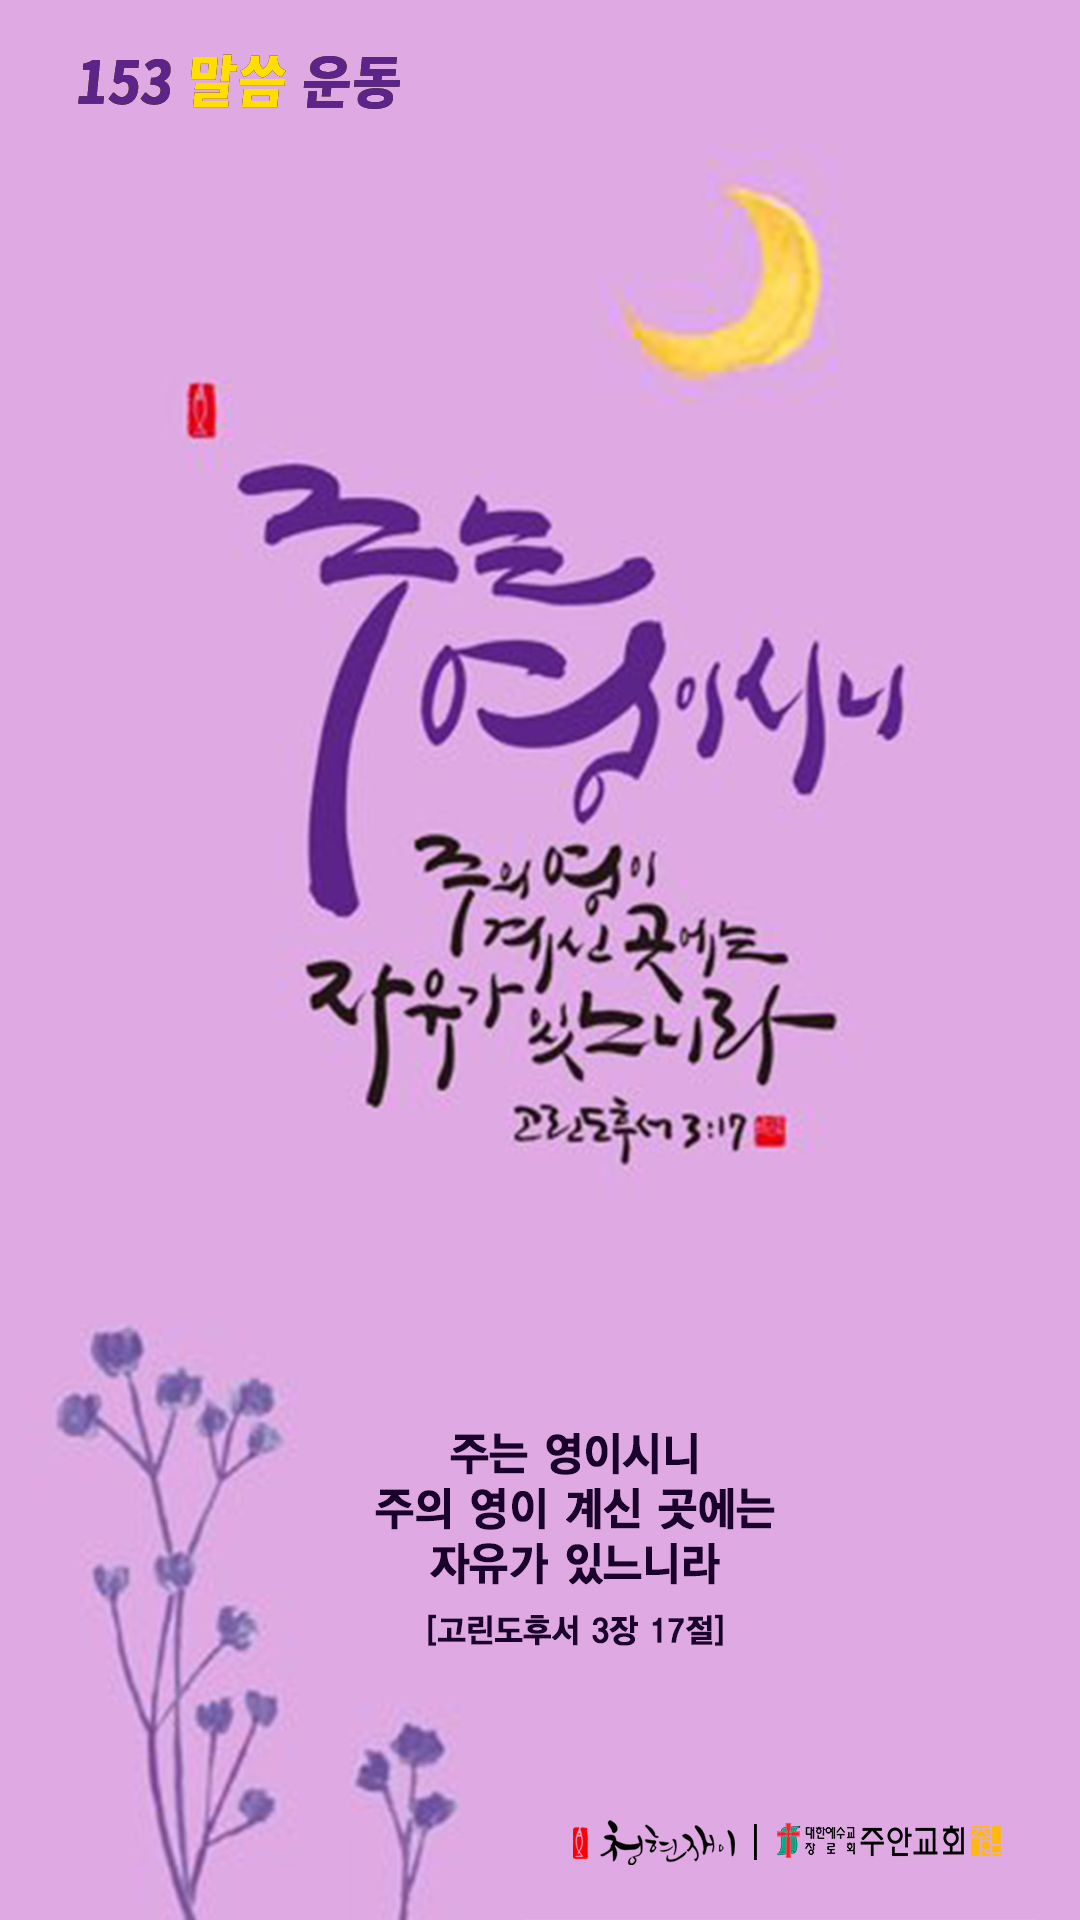 153 말씀 운동
주는
영이시니
주의 영이
계신 곳에는
자유가 있느니라
고린도후서 3:17
주는 영이시니
주의 영이 계신 곳에는
자유가 있느니라
[고린도후서 3장 17절]
청현재이 | 대한예수교장로회 주안교회